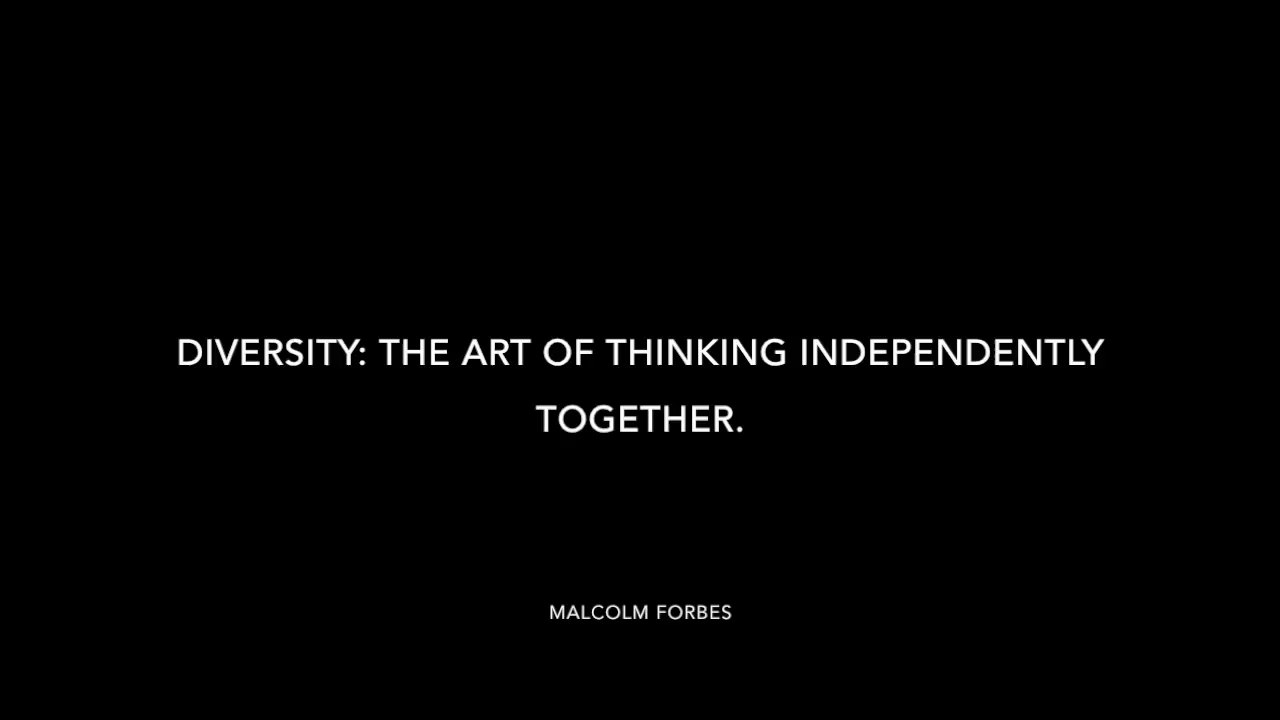 DIVERSITY: THE ART OF THINKING INDEPENDENTLY
TOGETHER.
MALCOLM FORBES